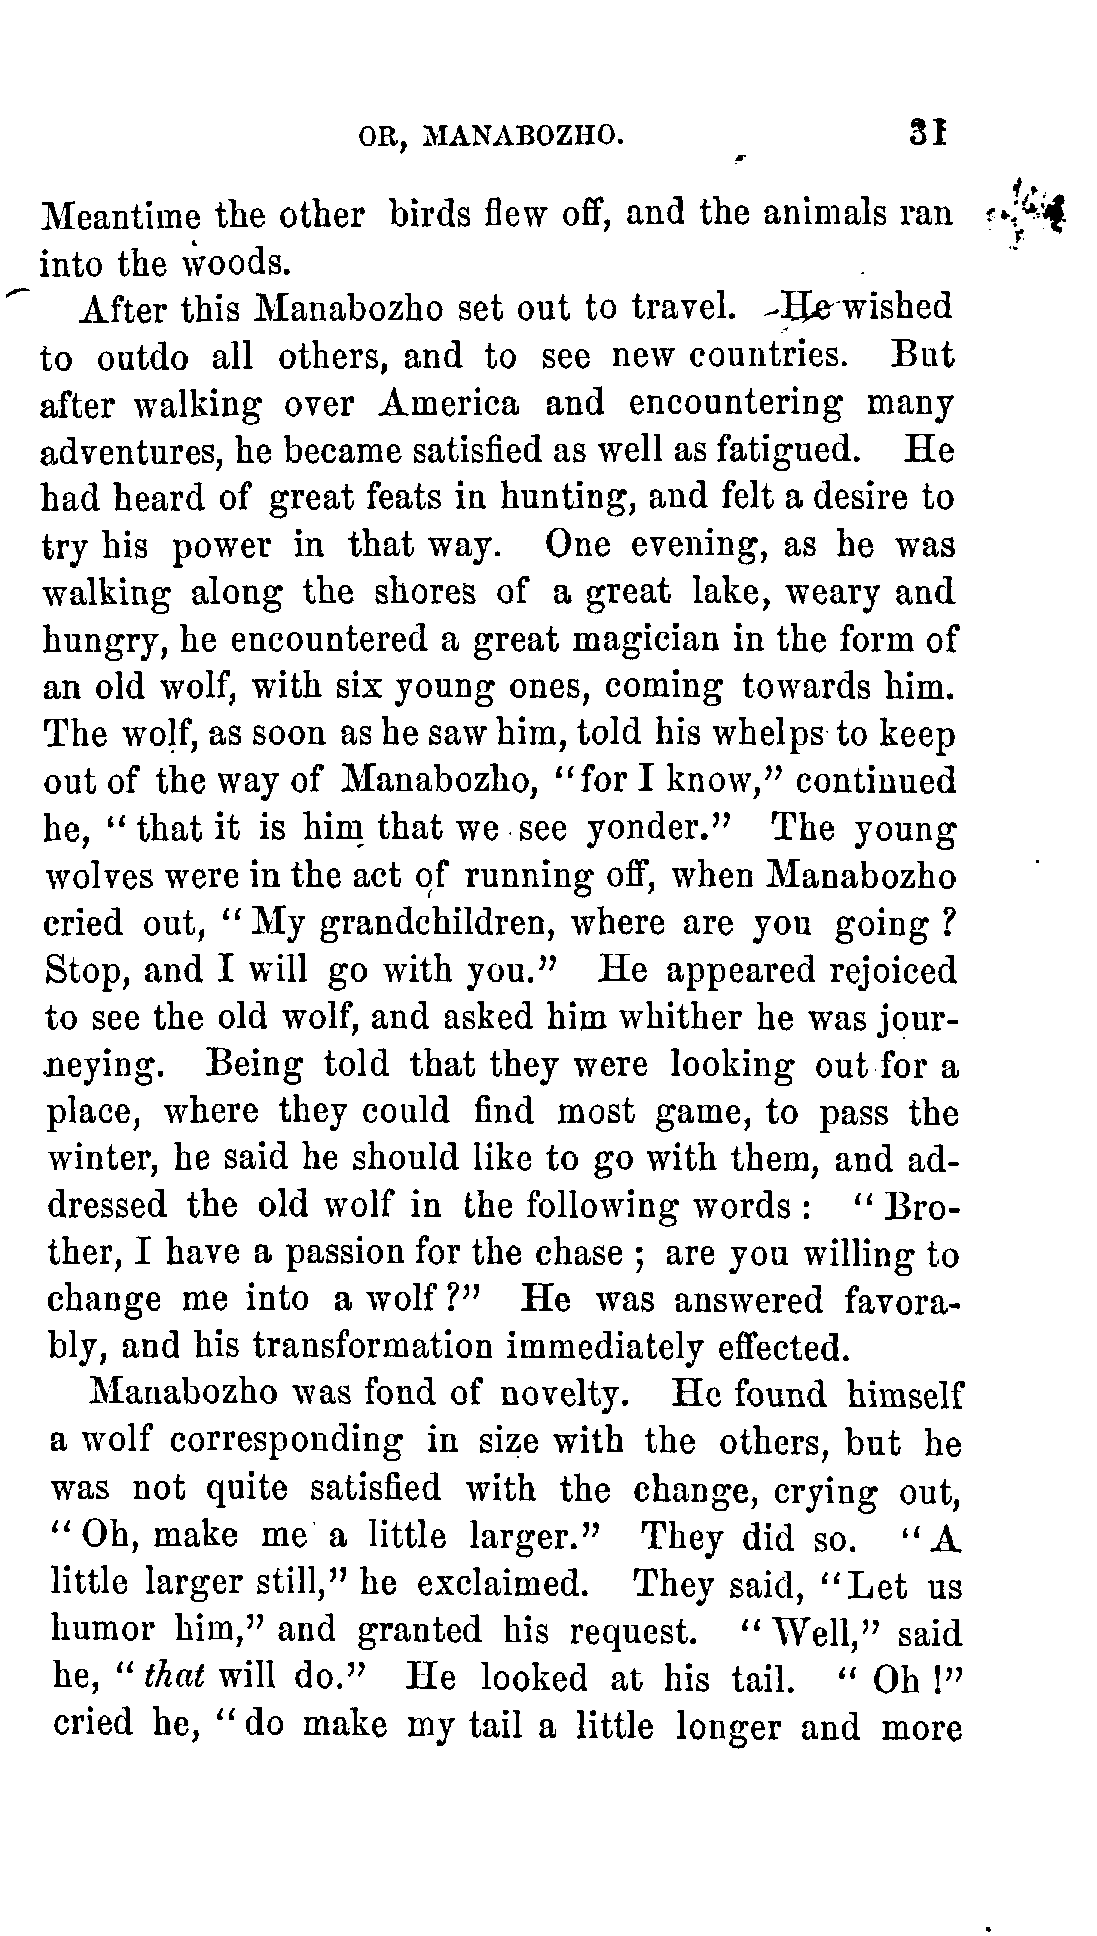 OR, MANABOZHO. 31
Meantime the other birds flew off, and the animals ran
into the woods.
After this Manabozho set out to travel. He wished
to outdo all others, and to see new countries. But
after walking over America and encountering many
adventures, he became satisfied as well as fatigued. He
had heard of great feats in hunting, and felt a desire to
try his power in that way. One evening, as he was
walking along the shores of a great lake, weary and
hungry, he encountered a great magician in the form of
an old wolf, with six young ones, coming towards him.
The wolf, as soon as he saw him, told his whelps to keep
out of the way of Manabozho, “for I know,” continued
he, “that it is him that we see yonder.” The young
wolves were in the act of running off, when Manabozho
cried out, “My grandchildren, where are you going?
Stop, and I will go with you.” He appeared rejoiced
to see the old wolf, and asked him whither he was jour-
neying. Being told that they were looking out for a
place, where they could find most game, to pass the
winter, he said he should like to go with them, and ad-
dressed the old wolf in the following words: “Bro-
ther, I have a passion for the chase; are you willing to
change me into a wolf?” He was answered favora-
bly, and his transformation immediately effected.
Manabozho was fond of novelty. He found himself
a wolf corresponding in size with the others, but he
was not quite satisfied with the change, crying out,
“Oh, make me a little larger.” They did so. “A
little larger still,” he exclaimed. They said, “Let us
humor him,” and granted his request. “Well,” said
he, “that will do.” He looked at his tail. “Oh!”
cried he, “do make my tail a little longer and more